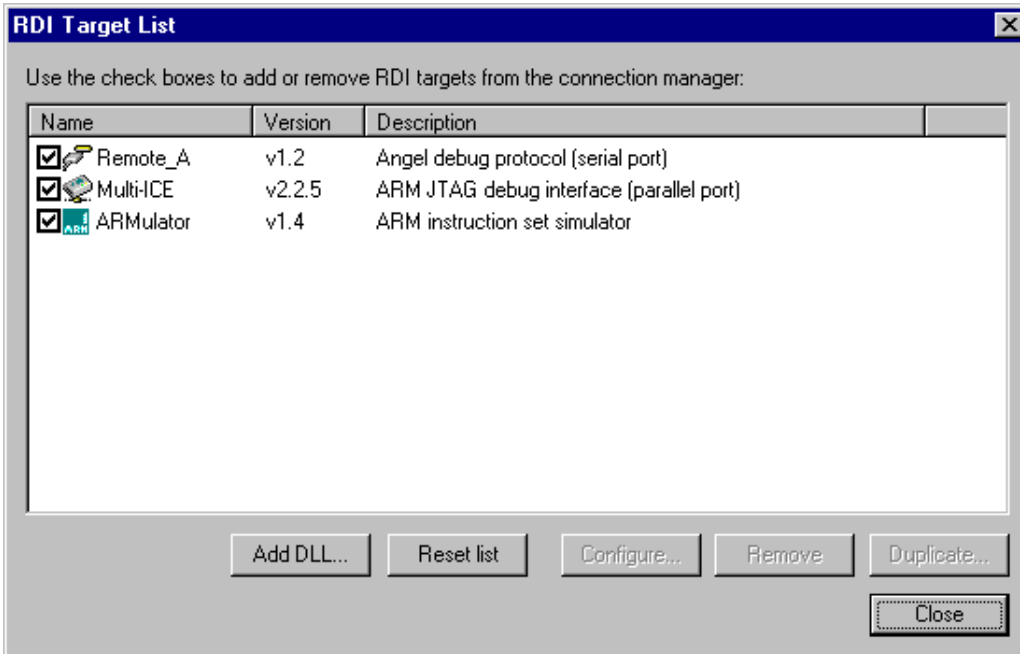 RDI Target List
Use the check boxes to add or remove RDI targets from the connection manager:
Name Version Description
Remote_A v1.2 Angel debug protocol (serial port)
Multi-ICE v2.2.5 ARM JTAG debug interface (parallel port)
ARM ARMulator v1.4 ARM instruction set simulator
Add DLL... Reset list Configure... Remove Duplicate...
Close